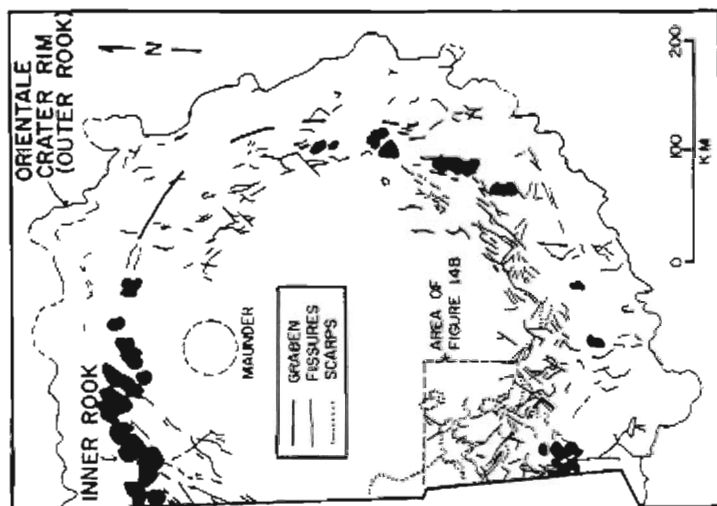 ORIENTALE
CRATER RIM
(OUTER ROOK)
N
INNER ROOK
MAUNDER
GRABEN
FISSURES
SCARPS
AREA OF
FIGURE 14B
0
100
200
KM